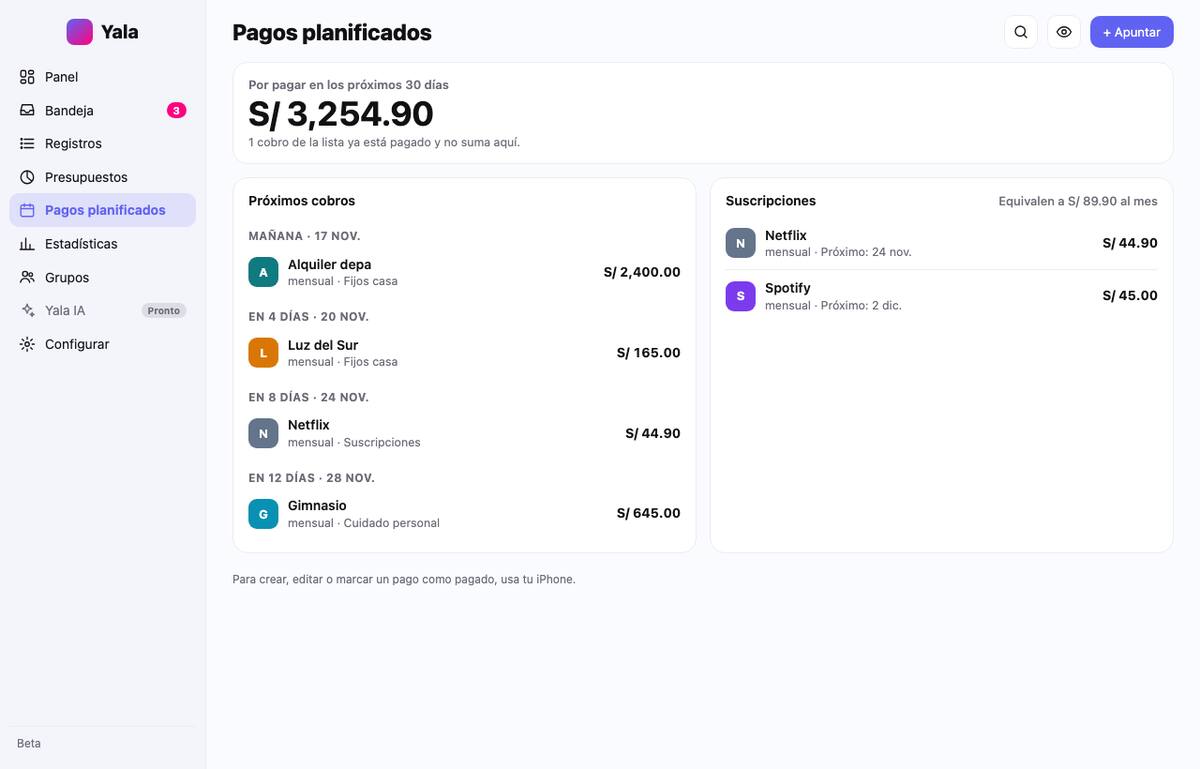 Yala
Panel
Bandeja 3
Registros
Presupuestos
Pagos planificados
Estadísticas
Grupos
Yala IA Pronto
Configurar
Beta
Pagos planificados
+ Apuntar
Por pagar en los próximos 30 días
S/ 3,254.90
1 cobro de la lista ya está pagado y no suma aquí.
Próximos cobros
MAÑANA · 17 NOV.
A Alquiler depa S/ 2,400.00
mensual · Fijos casa
EN 4 DÍAS · 20 NOV.
L Luz del Sur S/ 165.00
mensual · Fijos casa
EN 8 DÍAS · 24 NOV.
N Netflix S/ 44.90
mensual · Suscripciones
EN 12 DÍAS · 28 NOV.
G Gimnasio S/ 645.00
mensual · Cuidado personal
Suscripciones Equivalen a S/ 89.90 al mes
N Netflix S/ 44.90
mensual · Próximo: 24 nov.
S Spotify S/ 45.00
mensual · Próximo: 2 dic.
Para crear, editar o marcar un pago como pagado, usa tu iPhone.